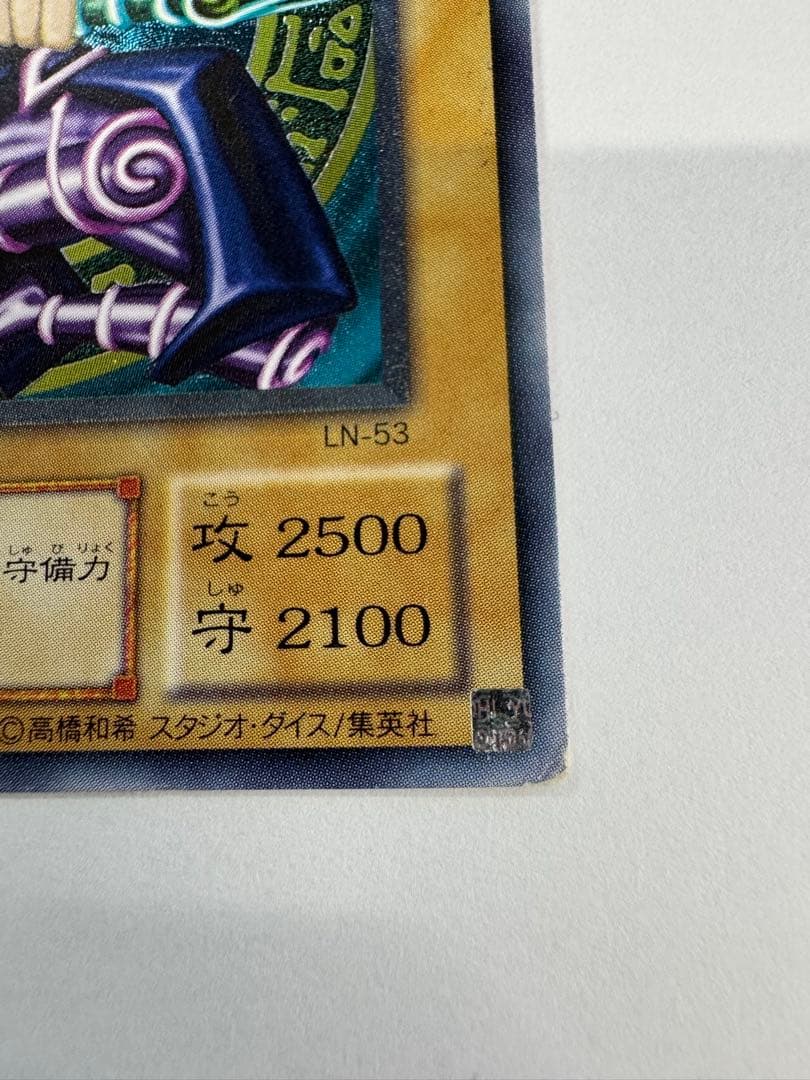 LN-53
こう
攻 2500
しゅ
守 2100
しゅ び りょく
守備力
©高橋和希 スタジオ・ダイス/集英社